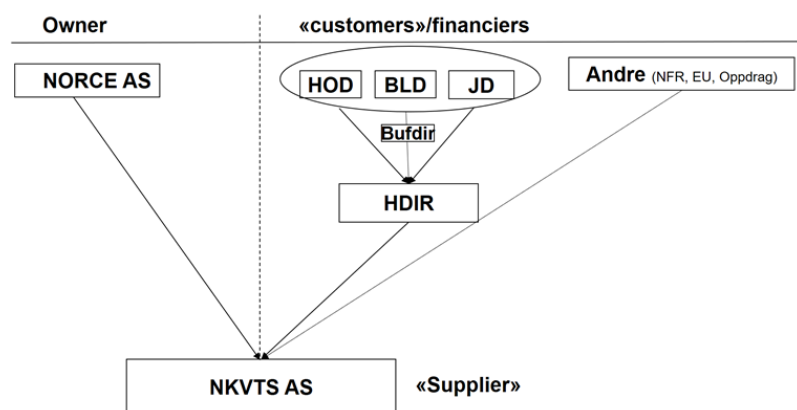 Owner
«customers»/financiers
NORCE AS
HOD
BLD
JD
Andre (NFR, EU, Oppdrag)
Bufdir
HDIR
NKVTS AS
«Supplier»